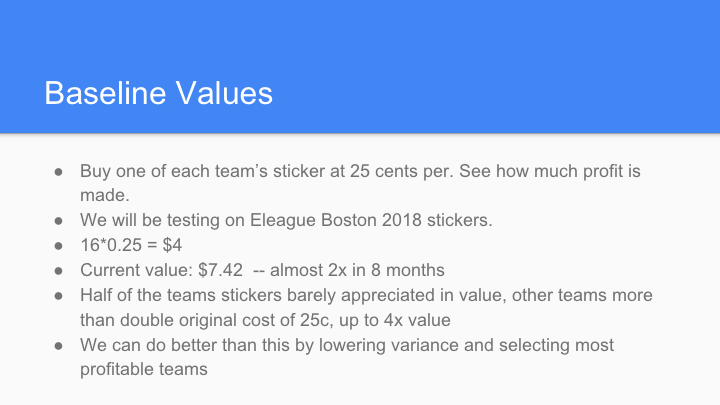 Baseline Values
● Buy one of each team’s sticker at 25 cents per. See how much profit is
made.
● We will be testing on Eleague Boston 2018 stickers.
● 16*0.25 = $4
● Current value: $7.42  -- almost 2x in 8 months
● Half of the teams stickers barely appreciated in value, other teams more
than double original cost of 25c, up to 4x value
● We can do better than this by lowering variance and selecting most
profitable teams